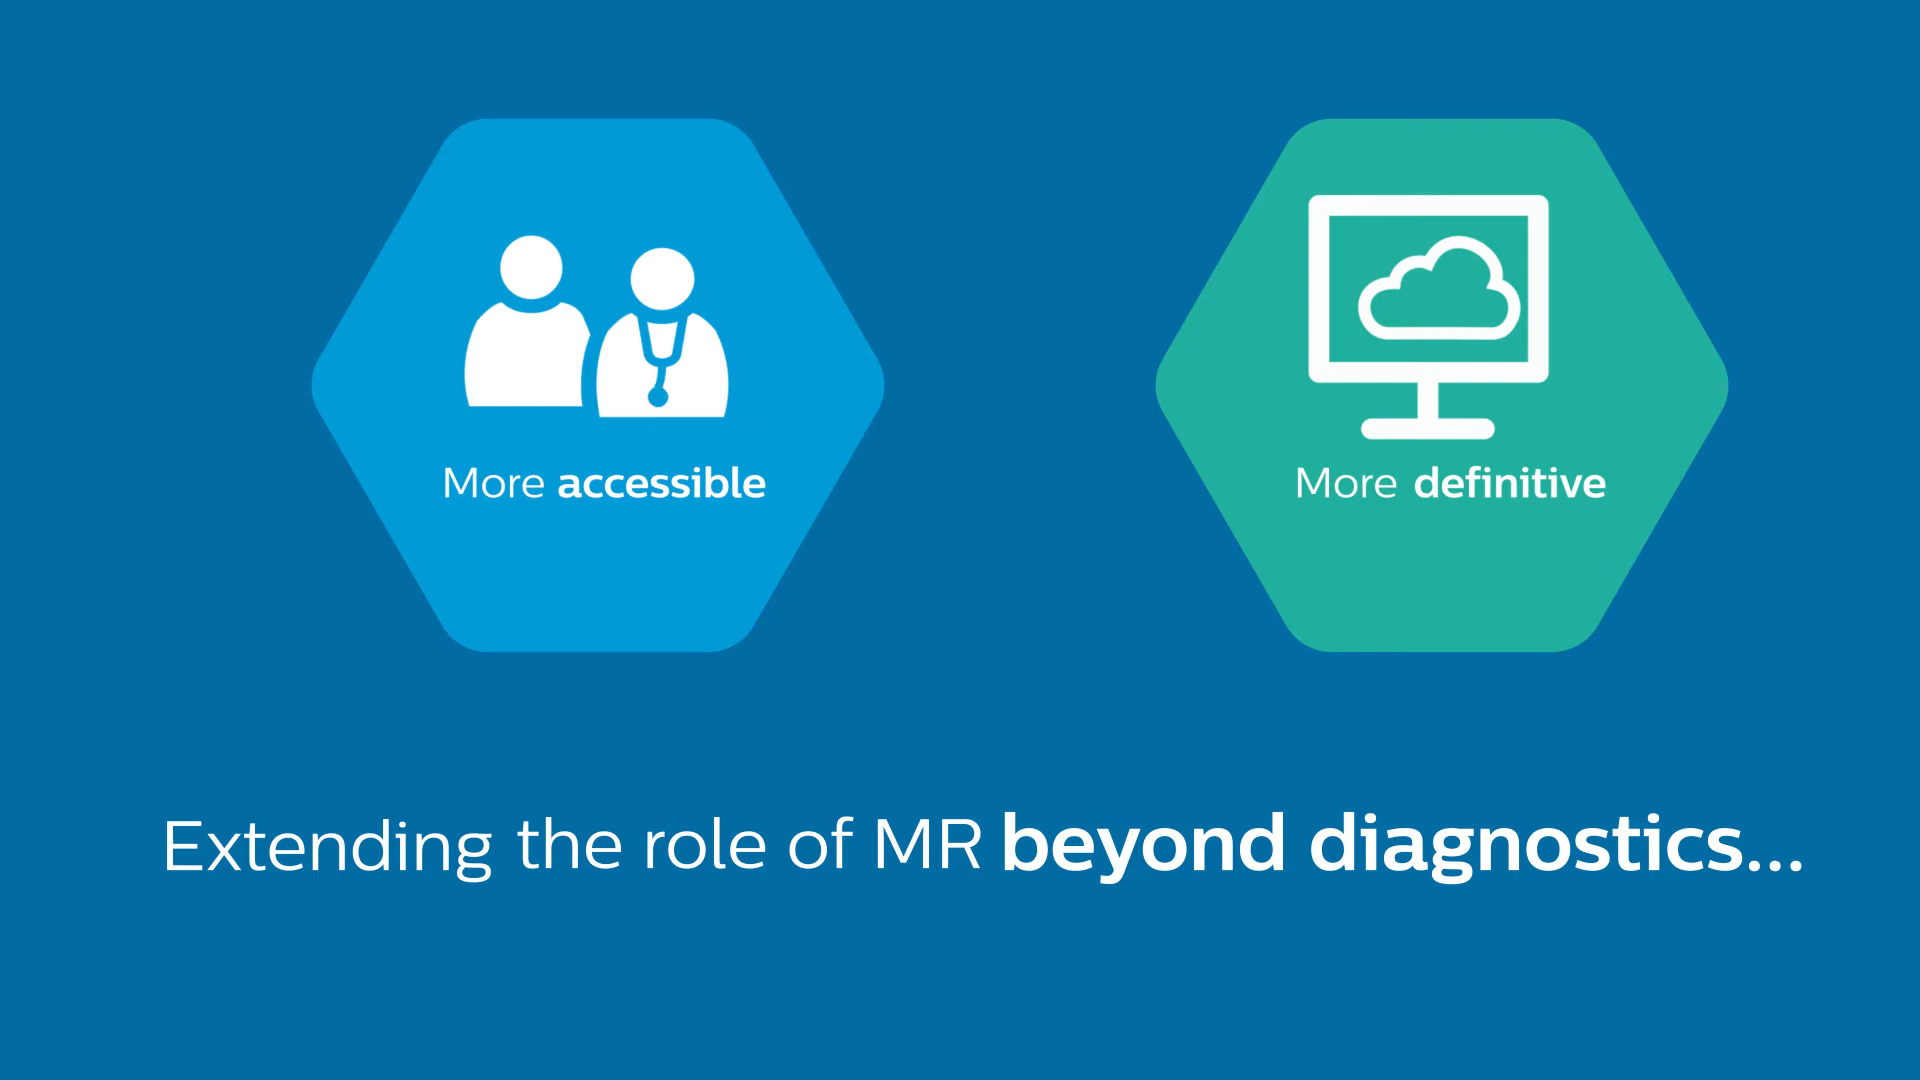 More accessible
More definitive
Extending the role of MR beyond diagnostics...